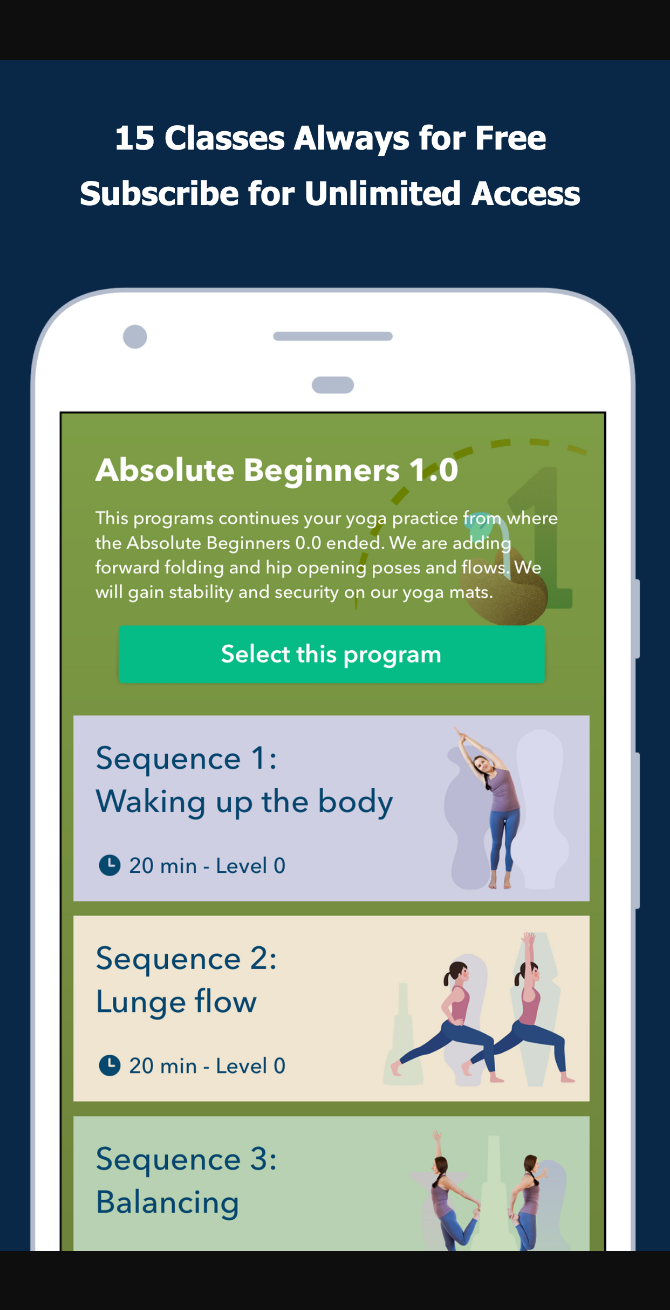 15 Classes Always for Free
Subscribe for Unlimited Access
Absolute Beginners 1.0
This programs continues your yoga practice from where
the Absolute Beginners 0.0 ended. We are adding
forward folding and hip opening poses and flows. We
will gain stability and security on our yoga mats.
1
Select this program
Sequence 1:
Waking up the body
20 min - Level 0
Sequence 2:
Lunge flow
20 min - Level 0
Sequence 3:
Balancing